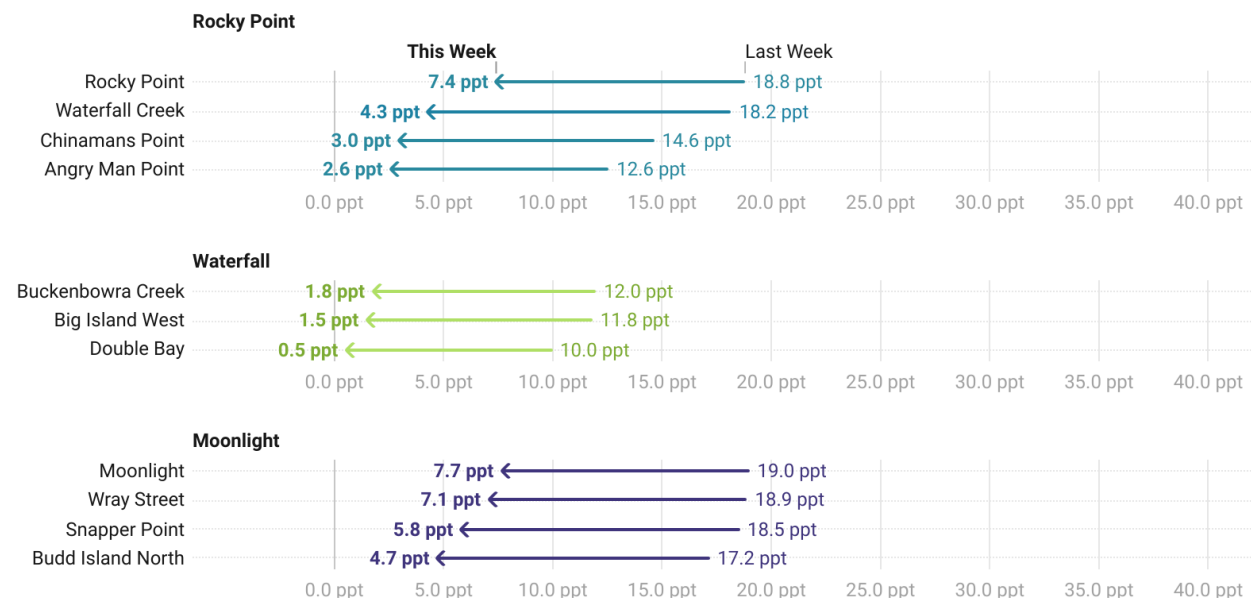 Rocky Point
This Week Last Week
Rocky Point 7.4 ppt 18.8 ppt
Waterfall Creek 4.3 ppt 18.2 ppt
Chinamans Point 3.0 ppt 14.6 ppt
Angry Man Point 2.6 ppt 12.6 ppt
0.0 ppt 5.0 ppt 10.0 ppt 15.0 ppt 20.0 ppt 25.0 ppt 30.0 ppt 35.0 ppt 40.0 ppt
Waterfall
Buckenbowra Creek 1.8 ppt 12.0 ppt
Big Island West 1.5 ppt 11.8 ppt
Double Bay 0.5 ppt 10.0 ppt
0.0 ppt 5.0 ppt 10.0 ppt 15.0 ppt 20.0 ppt 25.0 ppt 30.0 ppt 35.0 ppt 40.0 ppt
Moonlight
Moonlight 7.7 ppt 19.0 ppt
Wray Street 7.1 ppt 18.9 ppt
Snapper Point 5.8 ppt 18.5 ppt
Budd Island North 4.7 ppt 17.2 ppt
0.0 ppt 5.0 ppt 10.0 ppt 15.0 ppt 20.0 ppt 25.0 ppt 30.0 ppt 35.0 ppt 40.0 ppt